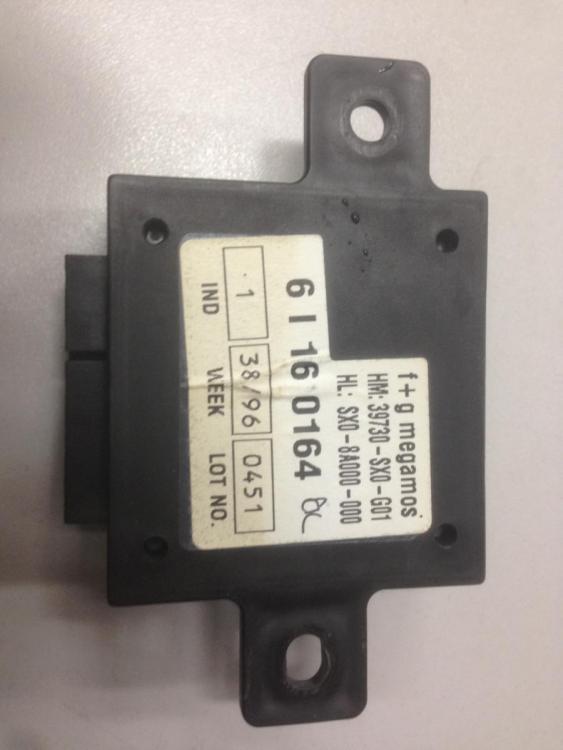 f+g megamos
HM: 39730-SX0-G01
HL: SX0-8A000-000
6 I 16 0164
.1 38/96 0451
IND WEEK LOT NO.